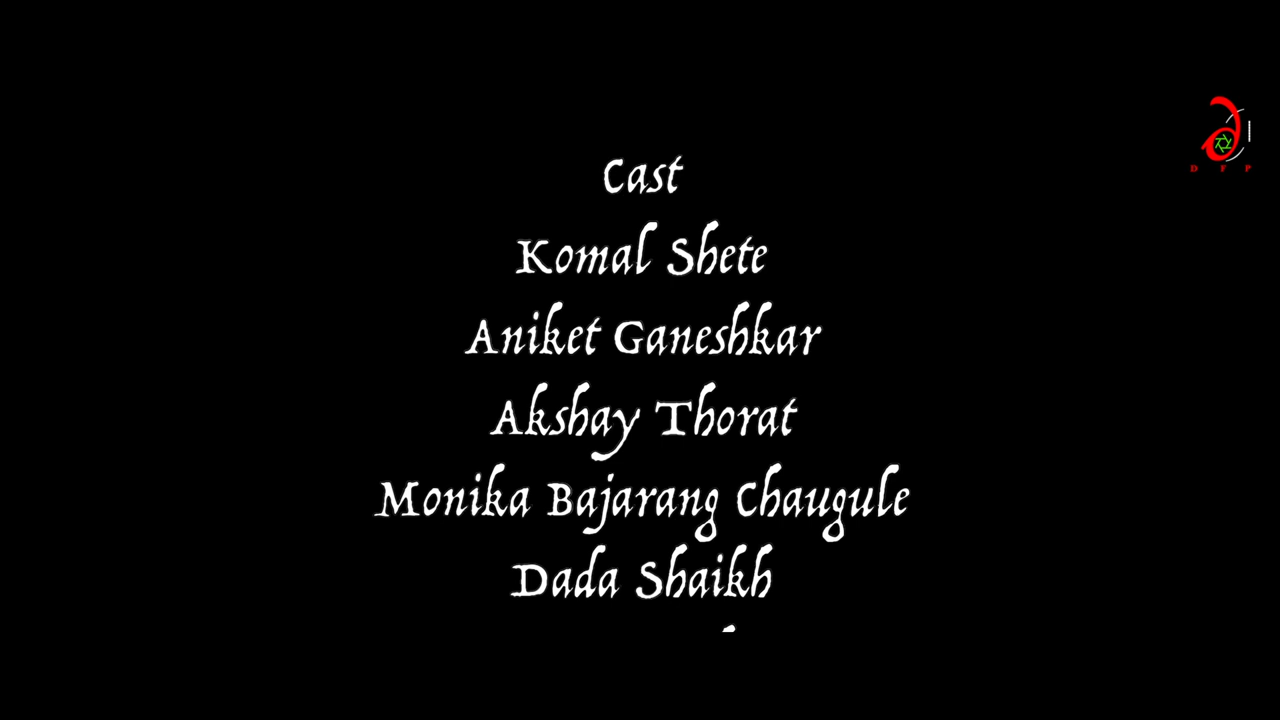 Cast
Komal Shete
Aniket Ganeshkar
Akshay Thorat
Monika Bajarang Chaugule
Dada Shaikh
D F P